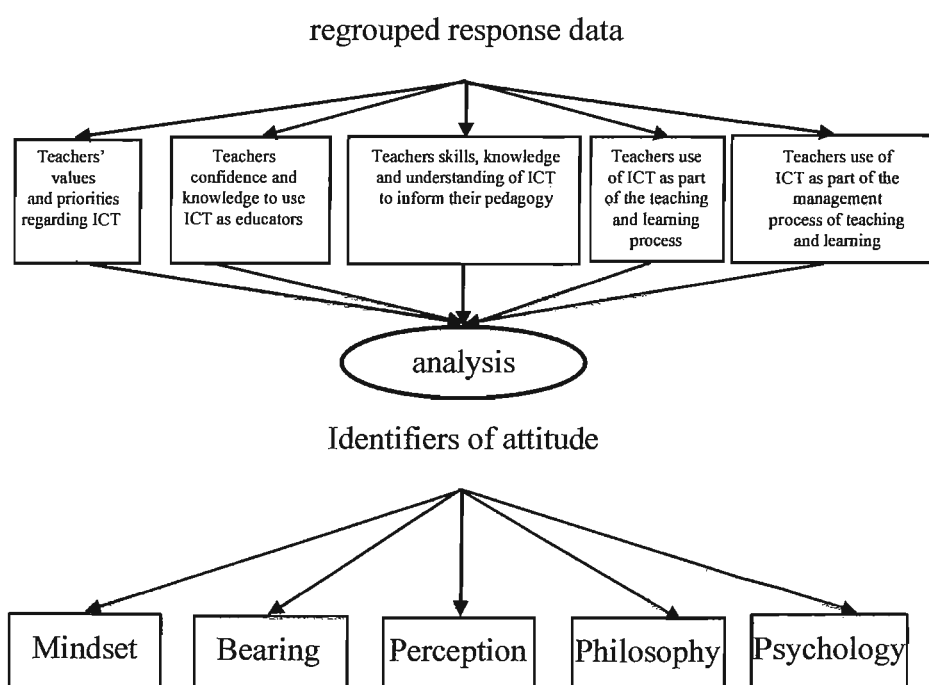 regrouped response data
Teachers’
values
and priorities
regarding ICT
Teachers
confidence and
knowledge to use
ICT as educators
Teachers skills, knowledge
and understanding of ICT
to inform their pedagogy
Teachers use
of ICT as part
of the teaching
and learning
process
Teachers use of
ICT as part of the
management
process of teaching
and learning
analysis
Identifiers of attitude
Mindset
Bearing
Perception
Philosophy
Psychology